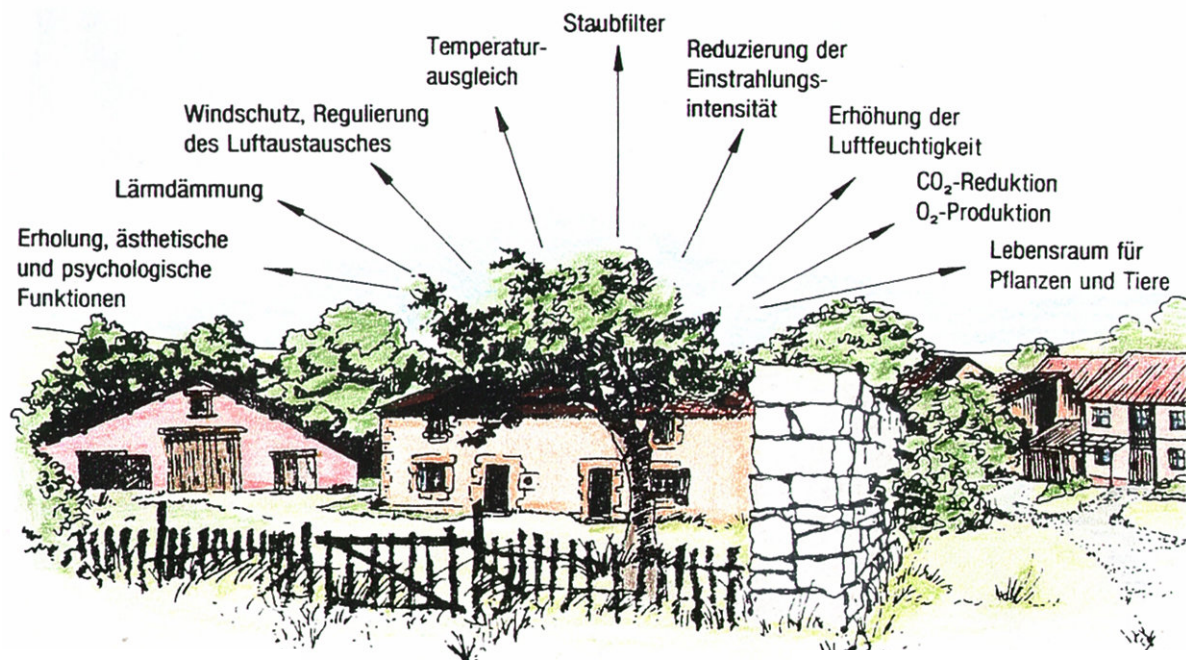 Staubfilter
Temperatur-
ausgleich
Reduzierung der
Einstrahlungs-
intensität
Windschutz, Regulierung
des Luftaustausches
Erhöhung der
Luftfeuchtigkeit
Lärmdämmung
CO₂-Reduktion
O₂-Produktion
Erholung, ästhetische
und psychologische
Funktionen
Lebensraum für
Pflanzen und Tiere